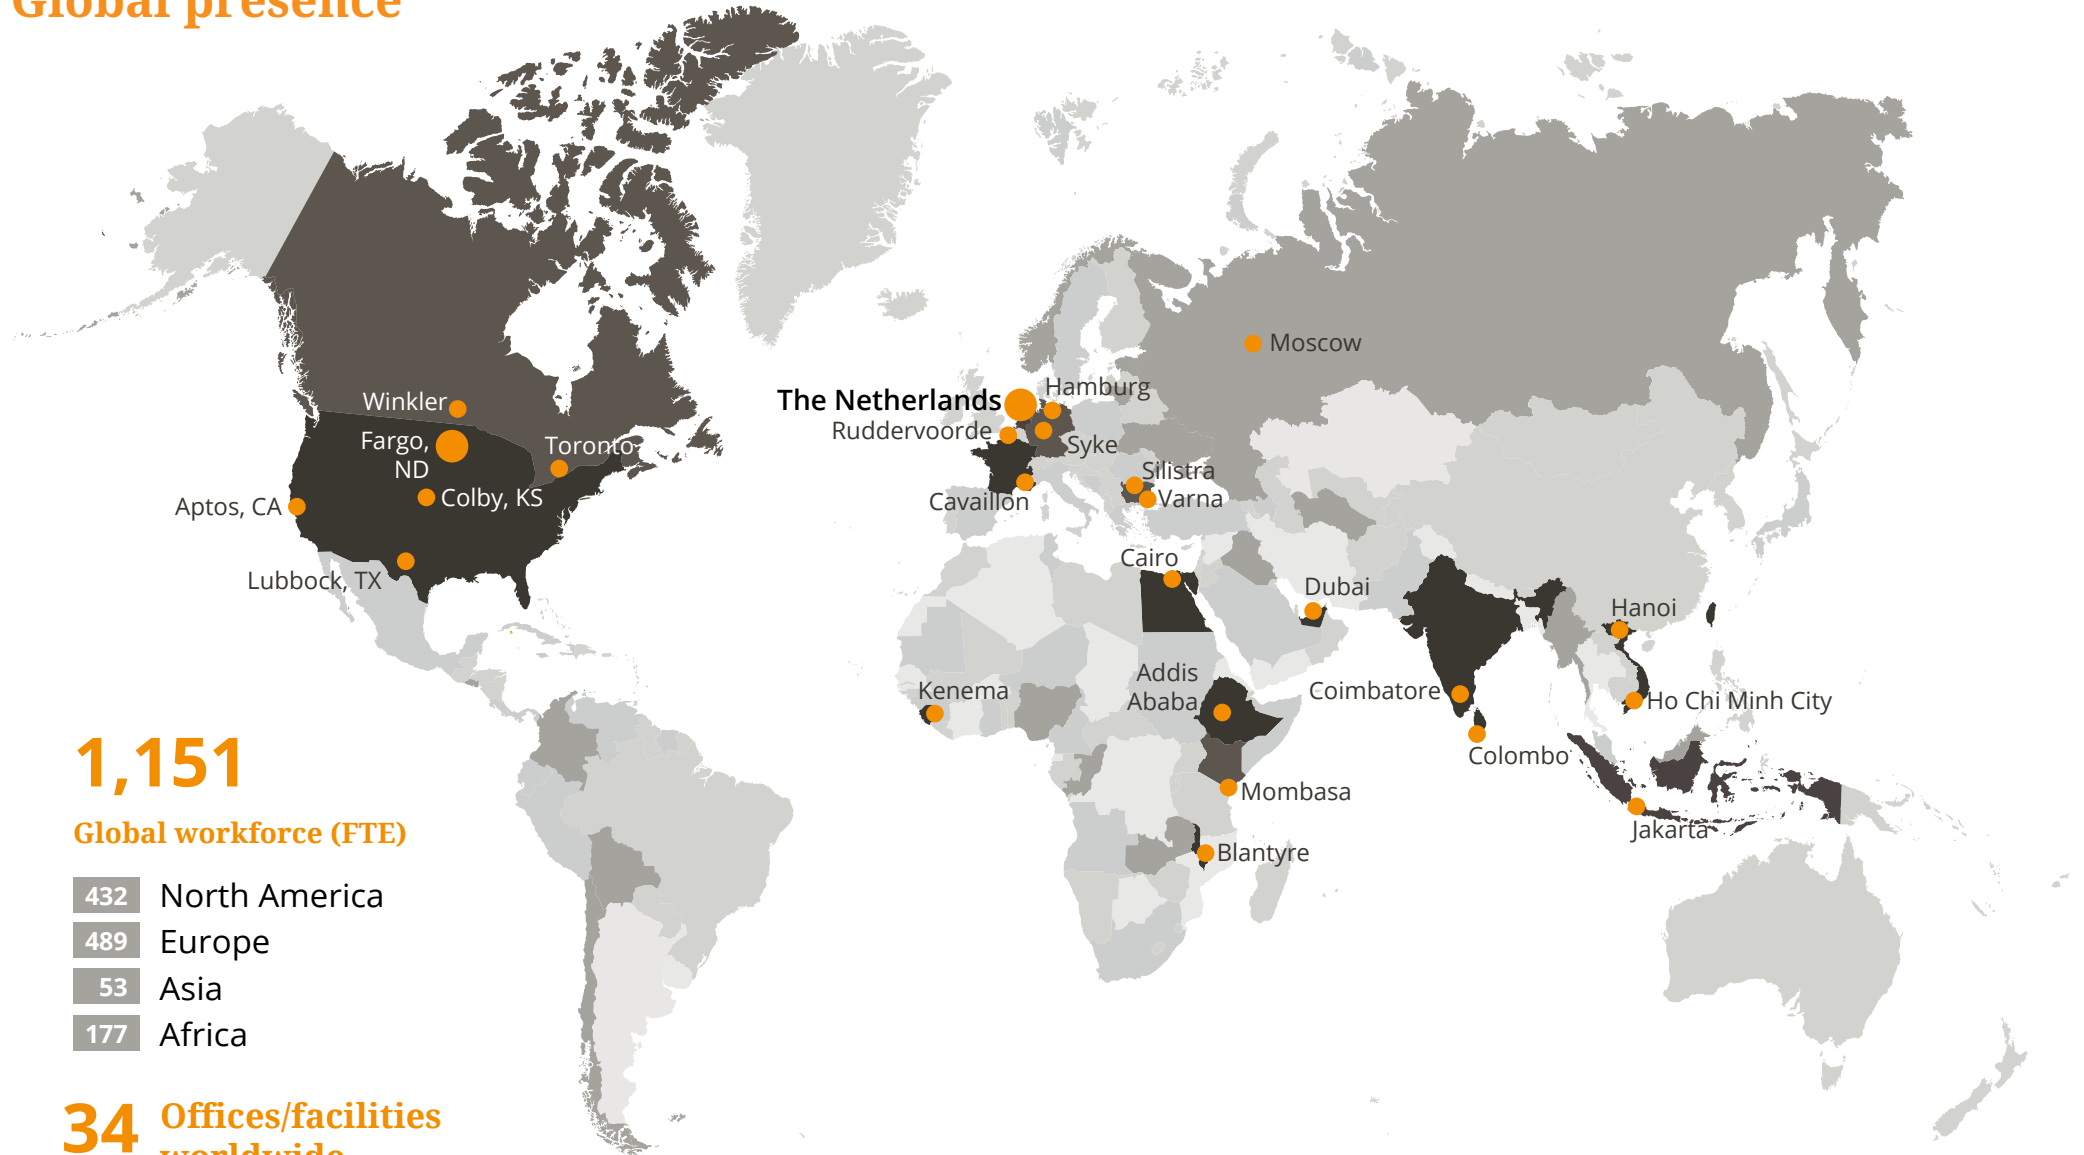 Global presence
Winkler
Fargo,
ND
Toronto
Aptos, CA
Colby, KS
Lubbock, TX
The Netherlands
Hamburg
Ruddervoorde
Syke
Cavaillon
Silistra
Varna
Moscow
Cairo
Dubai
Hanoi
Kenema
Addis
Ababa
Coimbatore
Ho Chi Minh City
Colombo
Mombasa
Jakarta
Blantyre
1,151
Global workforce (FTE)
432 North America
489 Europe
53 Asia
177 Africa
34 Offices/facilities
worldwide